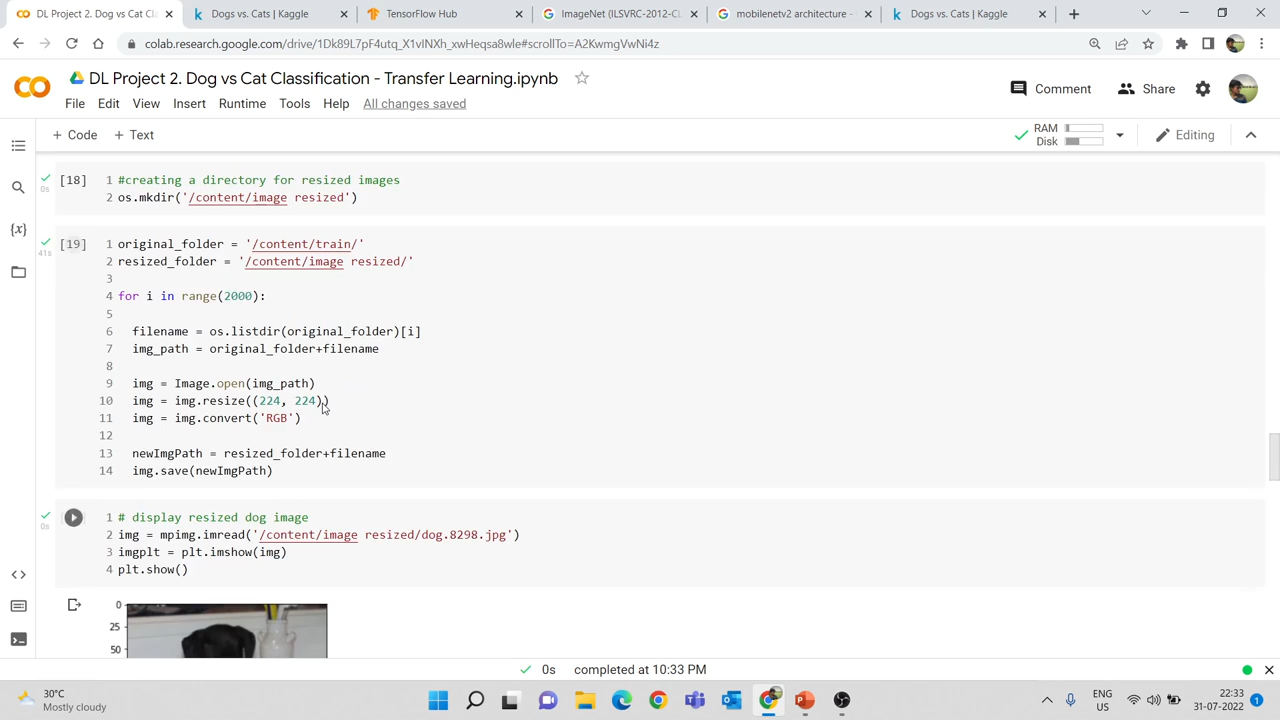 DL Project 2. Dog vs Cat Cl
Dogs vs. Cats | Kaggle
TensorFlow Hub
ImageNet (ILSVRC-2012-CL
mobilenetv2 architecture -
Dogs vs. Cats | Kaggle
colab.research.google.com/drive/1Dk89L7pF4utq_X1vINXh_xwHeqsa8wle#scrollTo=A2KwmgVwNi4z
DL Project 2. Dog vs Cat Classification - Transfer Learning.ipynb
File Edit View Insert Runtime Tools Help All changes saved
Comment Share
+ Code + Text
RAM
Disk
Editing
[18]
0s
1 #creating a directory for resized images
2 os.mkdir('/content/image resized')
[19]
41s
1 original_folder = '/content/train/'
2 resized_folder = '/content/image resized/'
3
4 for i in range(2000):
5
6 filename = os.listdir(original_folder)[i]
7 img_path = original_folder+filename
8
9 img = Image.open(img_path)
10 img = img.resize((224, 224))
11 img = img.convert('RGB')
12
13 newImgPath = resized_folder+filename
14 img.save(newImgPath)
0s
1 # display resized dog image
2 img = mpimg.imread('/content/image resized/dog.8298.jpg')
3 imgplt = plt.imshow(img)
4 plt.show()
0
25
50
0s completed at 10:33 PM
30°C
Mostly cloudy
ENG
US
22:33
31-07-2022
1